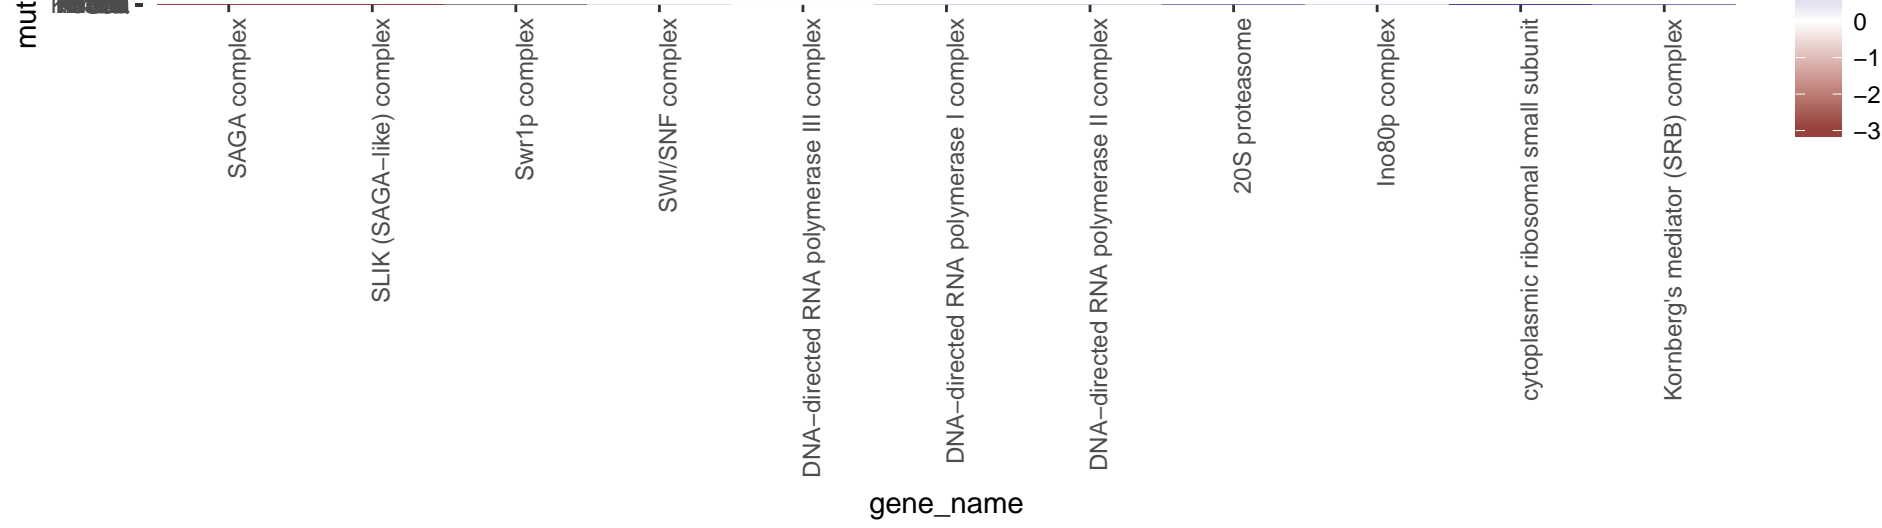 mut
0
−1
−2
−3
SAGA complex
SLIK (SAGA−like) complex
Swr1p complex
SWI/SNF complex
DNA−directed RNA polymerase III complex
DNA−directed RNA polymerase I complex
DNA−directed RNA polymerase II complex
20S proteasome
Ino80p complex
cytoplasmic ribosomal small subunit
Kornberg's mediator (SRB) complex
gene_name